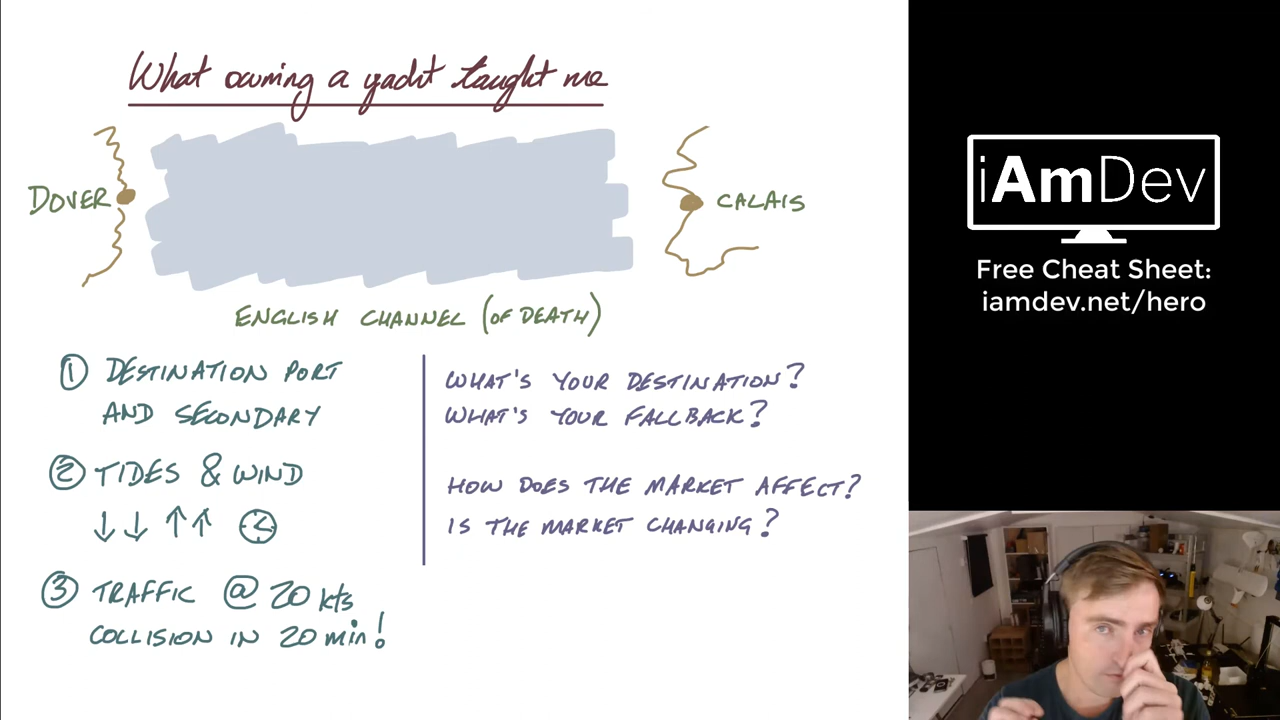 What owning a yacht taught me
DOVER
CALAIS
ENGLISH CHANNEL (OF DEATH)
① DESTINATION PORT
AND SECONDARY
② TIDES & WIND
③ TRAFFIC @ 20 kts
COLLISION IN 20 min!
WHAT'S YOUR DESTINATION?
WHAT'S YOUR FALLBACK?
HOW DOES THE MARKET AFFECT?
IS THE MARKET CHANGING?
iAmDev
Free Cheat Sheet:
iamdev.net/hero